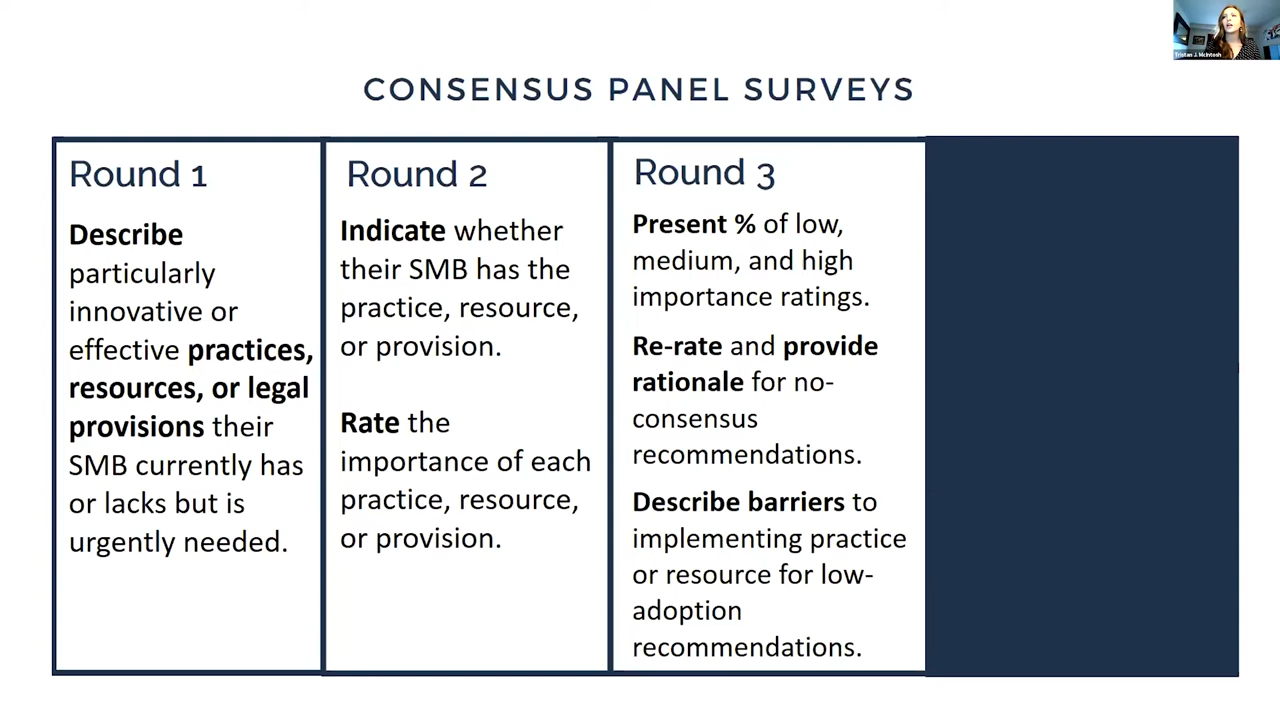 Tristan J. McIntosh
CONSENSUS PANEL SURVEYS
Round 1
Describe
particularly
innovative or
effective practices,
resources, or legal
provisions their
SMB currently has
or lacks but is
urgently needed.
Round 2
Indicate whether
their SMB has the
practice, resource,
or provision.
Rate the
importance of each
practice, resource,
or provision.
Round 3
Present % of low,
medium, and high
importance ratings.
Re-rate and provide
rationale for no-
consensus
recommendations.
Describe barriers to
implementing practice
or resource for low-
adoption
recommendations.